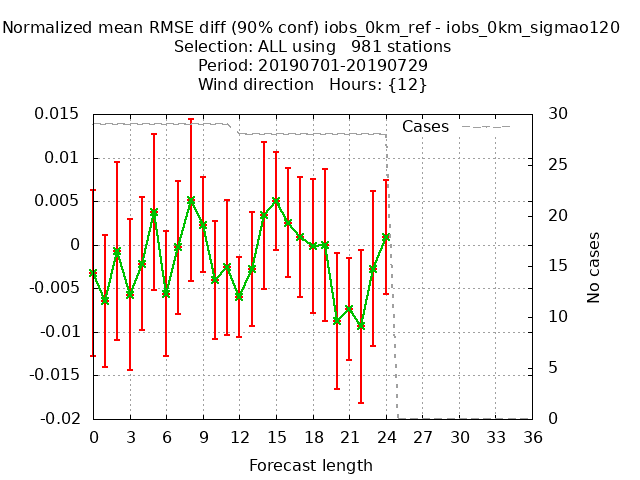 Normalized mean RMSE diff (90% conf) iobs_0km_ref - iobs_0km_sigmao120
Selection: ALL using   981 stations
Period: 20190701-20190729
Wind direction   Hours: {12}
Cases
0.015
0.01
0.005
0
-0.005
-0.01
-0.015
-0.02
30
25
20
15
10
5
0
No cases
0 3 6 9 12 15 18 21 24 27 30 33 36
Forecast length